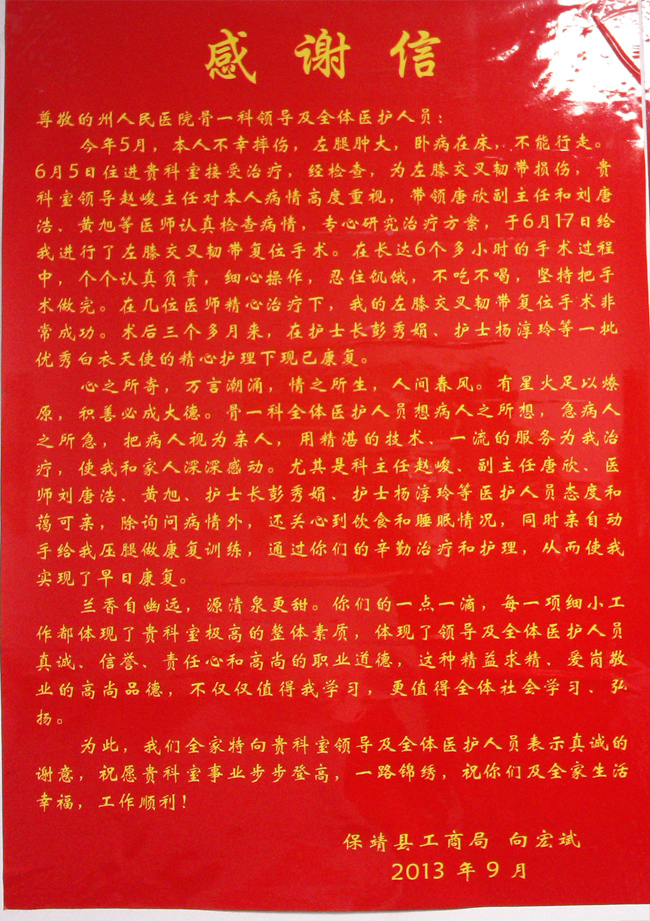 感谢信
尊敬的州人民医院骨一科领导及全体医护人员：
今年5月，本人不幸摔伤，左腿肿大，卧病在床，不能行走。
6月5日住进贵科室接受治疗，经检查，为左膝交叉韧带损伤，贵
科室领导赵峻主任对本人病情高度重视，带领唐欣副主任和刘唐
浩、黄旭等医师认真检查病情，专心研究治疗方案，于6月17日给
我进行了左膝交叉韧带复位手术。在长达6个多小时的手术过程
中，个个认真负责，细心操作，忍住饥饿，不吃不喝，坚持把手
术做完。在几位医师精心治疗下，我的左膝交叉韧带复位手术非
常成功。术后三个多月来，在护士长彭秀娟、护士杨淳玲等一批
优秀白衣天使的精心护理下现已康复。
心之所寄，万言潮涌，情之所生，人间春风。有星火足以燎
原，积善必成大德。骨一科全体医护人员想病人之所想，急病人
之所急，把病人视为亲人，用精湛的技术、一流的服务为我治
疗，使我和家人深深感动。尤其是科主任赵峻、副主任唐欣、医
师刘唐浩、黄旭、护士长彭秀娟、护士杨淳玲等医护人员态度和
蔼可亲，除询问病情外，还关心到饮食和睡眠情况，同时亲自动
手给我压腿做康复训练，通过你们的辛勤治疗和护理，从而使我
实现了早日康复。
兰香自幽远，源清泉更甜。你们的一点一滴，每一项细小工
作都体现了贵科室极高的整体素质，体现了领导及全体医护人员
真诚、信誉、责任心和高尚的职业道德，这种精益求精、爱岗敬
业的高尚品德，不仅仅值得我学习，更值得全体社会学习、弘
扬。
为此，我们全家特向贵科室领导及全体医护人员表示真诚的
谢意，祝愿贵科室事业步步登高，一路锦绣，祝你们及全家生活
幸福，工作顺利！
保靖县工商局 向宏斌
2013 年 9 月